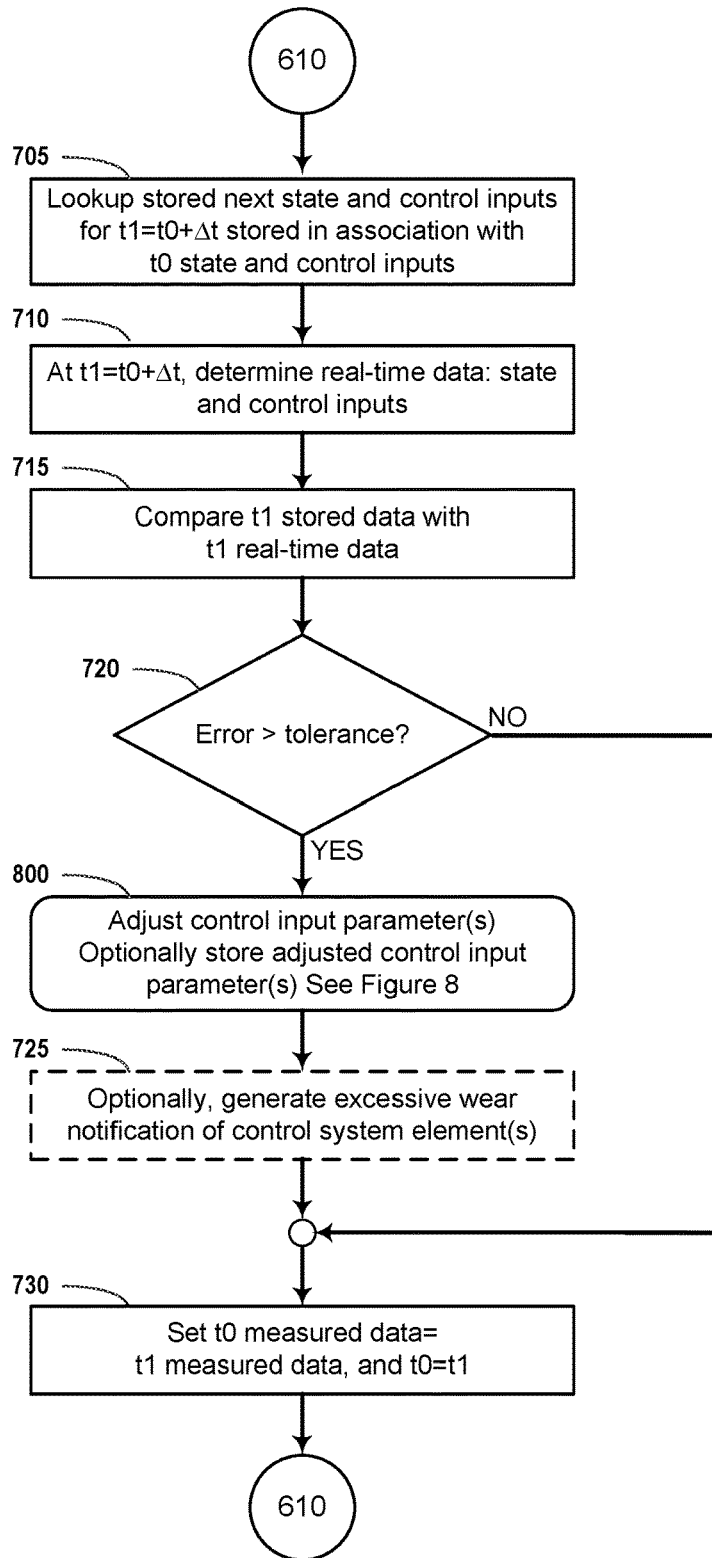 610
705
Lookup stored next state and control inputs
for t1=t0+Δt stored in association with
t0 state and control inputs
710
At t1=t0+Δt, determine real-time data: state
and control inputs
715
Compare t1 stored data with
t1 real-time data
720
Error > tolerance?
NO
YES
800
Adjust control input parameter(s)
Optionally store adjusted control input
parameter(s) See Figure 8
725
Optionally, generate excessive wear
notification of control system element(s)
730
Set t0 measured data=
t1 measured data, and t0=t1
610